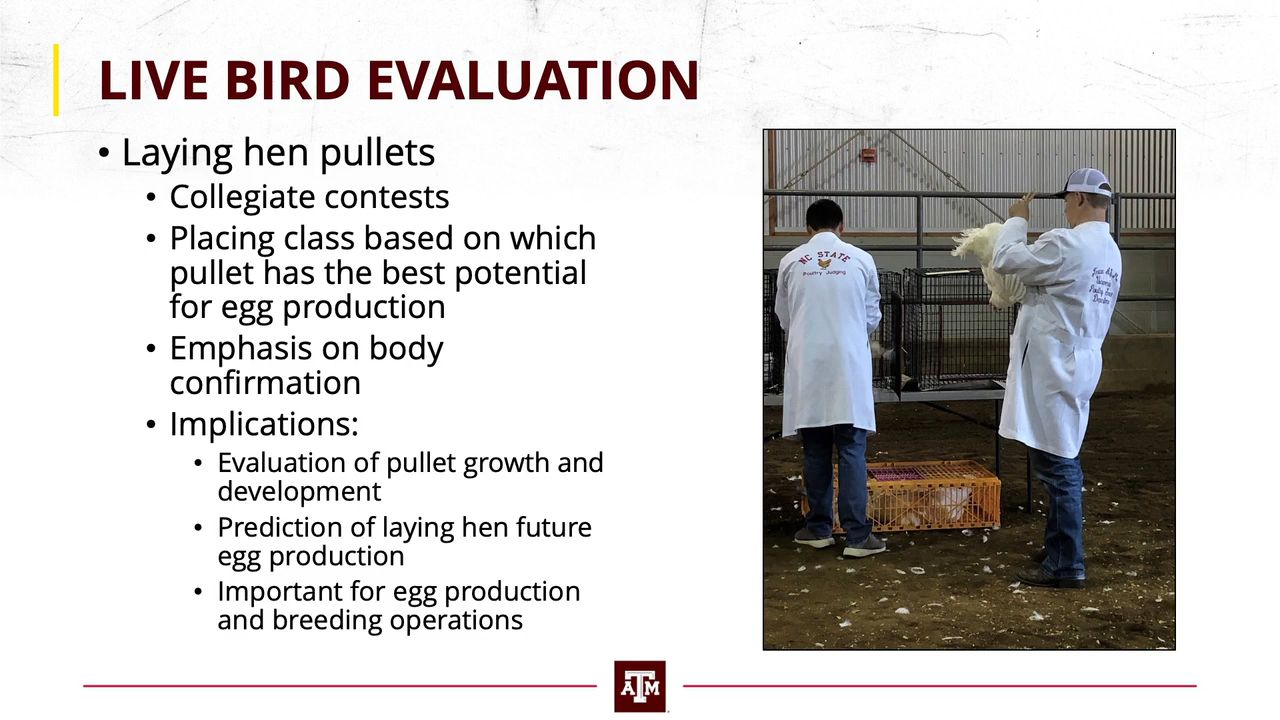 LIVE BIRD EVALUATION
• Laying hen pullets
• Collegiate contests
• Placing class based on which
pullet has the best potential
for egg production
• Emphasis on body
confirmation
• Implications:
• Evaluation of pullet growth and
development
• Prediction of laying hen future
egg production
• Important for egg production
and breeding operations
NC STATE
Poultry Judging
ATM